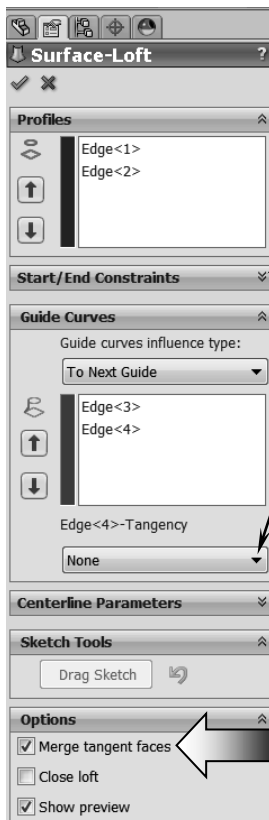 Surface-Loft ?
Profiles
Edge<1>
Edge<2>
Start/End Constraints
Guide Curves
Guide curves influence type:
To Next Guide
Edge<3>
Edge<4>
Edge<4>-Tangency
None
Centerline Parameters
Sketch Tools
Drag Sketch
Options
Merge tangent faces
Close loft
Show preview